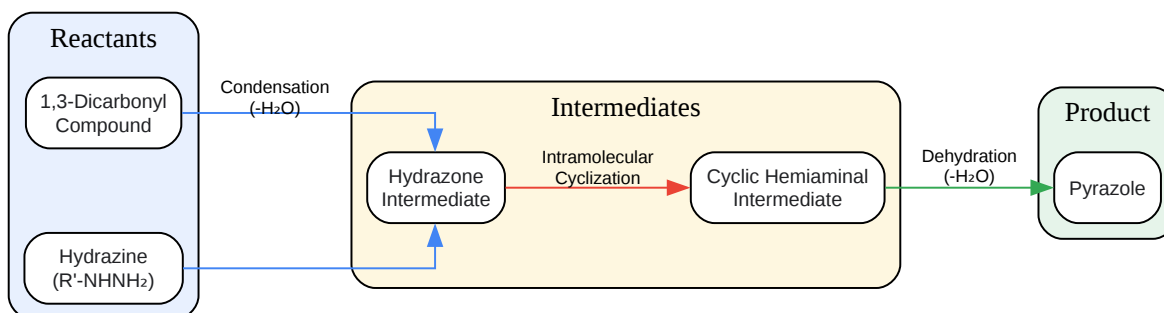 Reactants
1,3-Dicarbonyl
Compound
Hydrazine
(R'-NHNH₂)
Condensation
(-H₂O)
Intermediates
Hydrazone
Intermediate
Intramolecular
Cyclization
Cyclic Hemiaminal
Intermediate
Dehydration
(-H₂O)
Product
Pyrazole